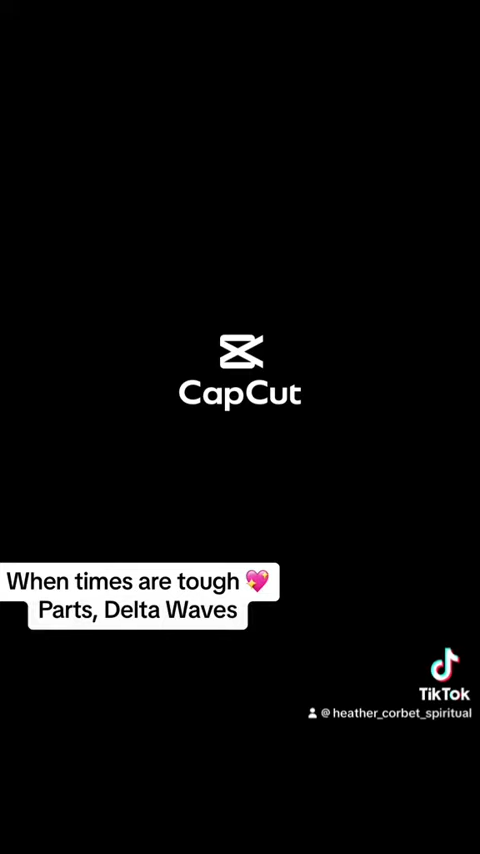 CapCut
When times are tough 💖
Parts, Delta Waves
TikTok
@heather_corbet_spiritual